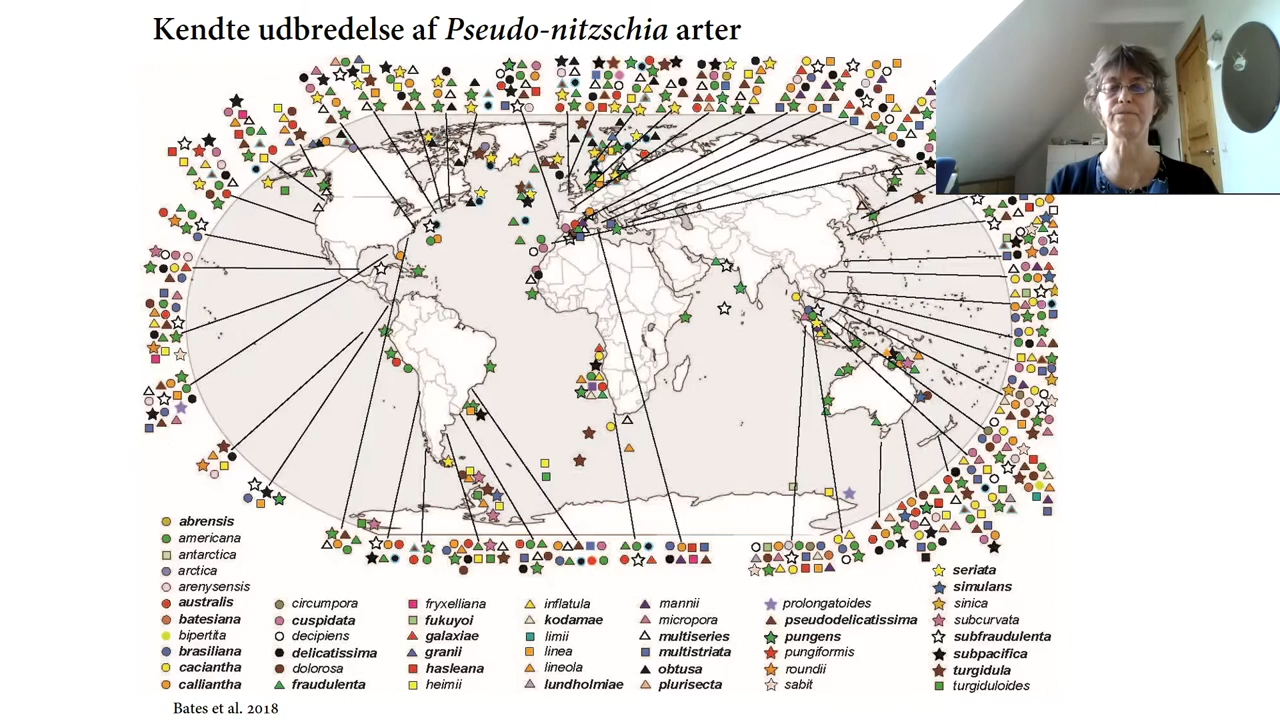 Kendte udbredelse af Pseudo-nitzschia arter
abrensis
americana
antarctica
arctica
arenysensis
australis
batesiana
bipertita
brasiliana
caciantha
calliantha
circumpora
cuspidata
decipiens
delicatissima
dolorosa
fraudulenta
fryxelliana
fukuyoi
galaxiae
granii
hasleana
heimii
inflatula
kodamae
limii
linea
lineola
lundholmiae
mannii
micropora
multiseries
multistriata
obtusa
plurisecta
prolongatoides
pseudodelicatissima
pungens
pungiformis
roundii
sabit
seriata
simulans
sinica
subcurvata
subfraudulenta
subpacifica
turgidula
turgiduloides
Bates et al. 2018